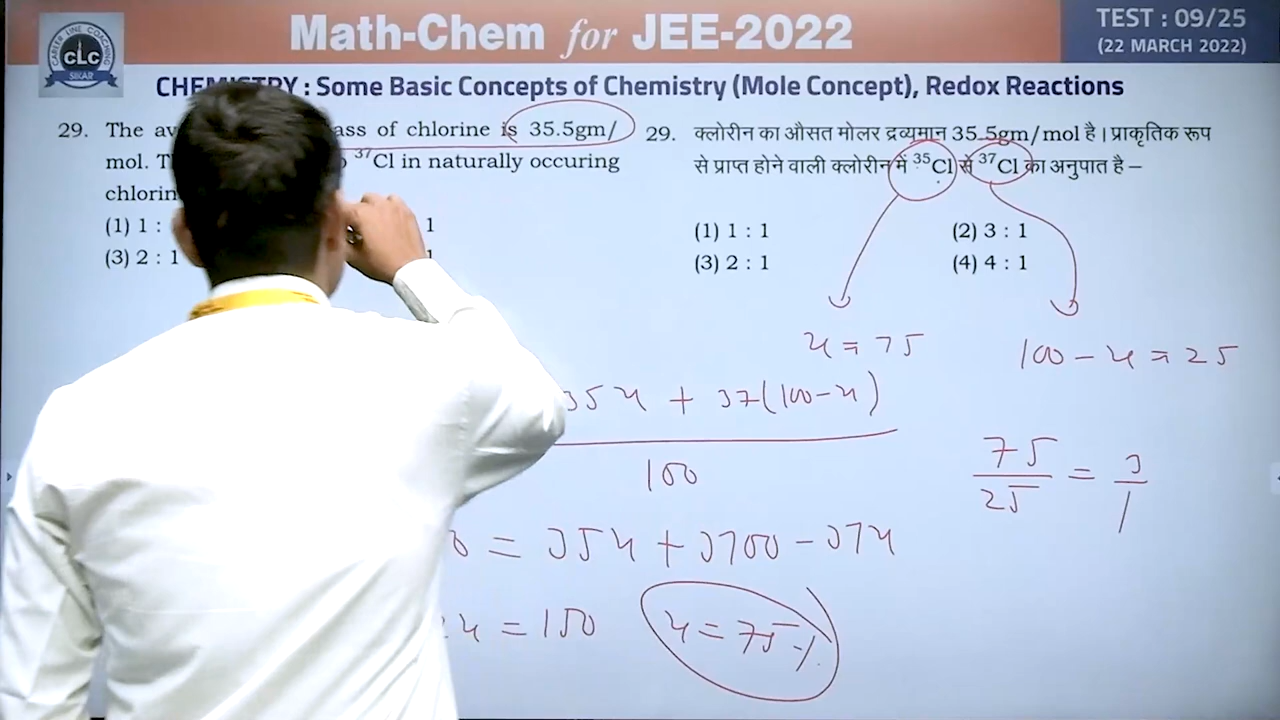 Math-Chem for JEE-2022
TEST : 09/25
(22 MARCH 2022)
CAREER LINE COACHING
CLC
SIKAR
: Some Basic Concepts of Chemistry (Mole Concept), Redox Reactions
29. The of chlorine is 35.5gm/
mol. ³⁷Cl in naturally occuring
(1) 1 : 1
(3) 2 : 1
29. क्लोरीन का औसत मोलर द्रव्यमान 35.5gm/mol है। प्राकृतिक रूप
से प्राप्त होने वाली क्लोरीन में ³⁵Cl से ³⁷Cl का अनुपात है –
(1) 1 : 1 (2) 3 : 1
(3) 2 : 1 (4) 4 : 1
x = 75
100 - x = 25
35x + 37(100-x)
100
75/25 = 3/1
= 35x + 3700 - 37x
x = 150
x = 75%